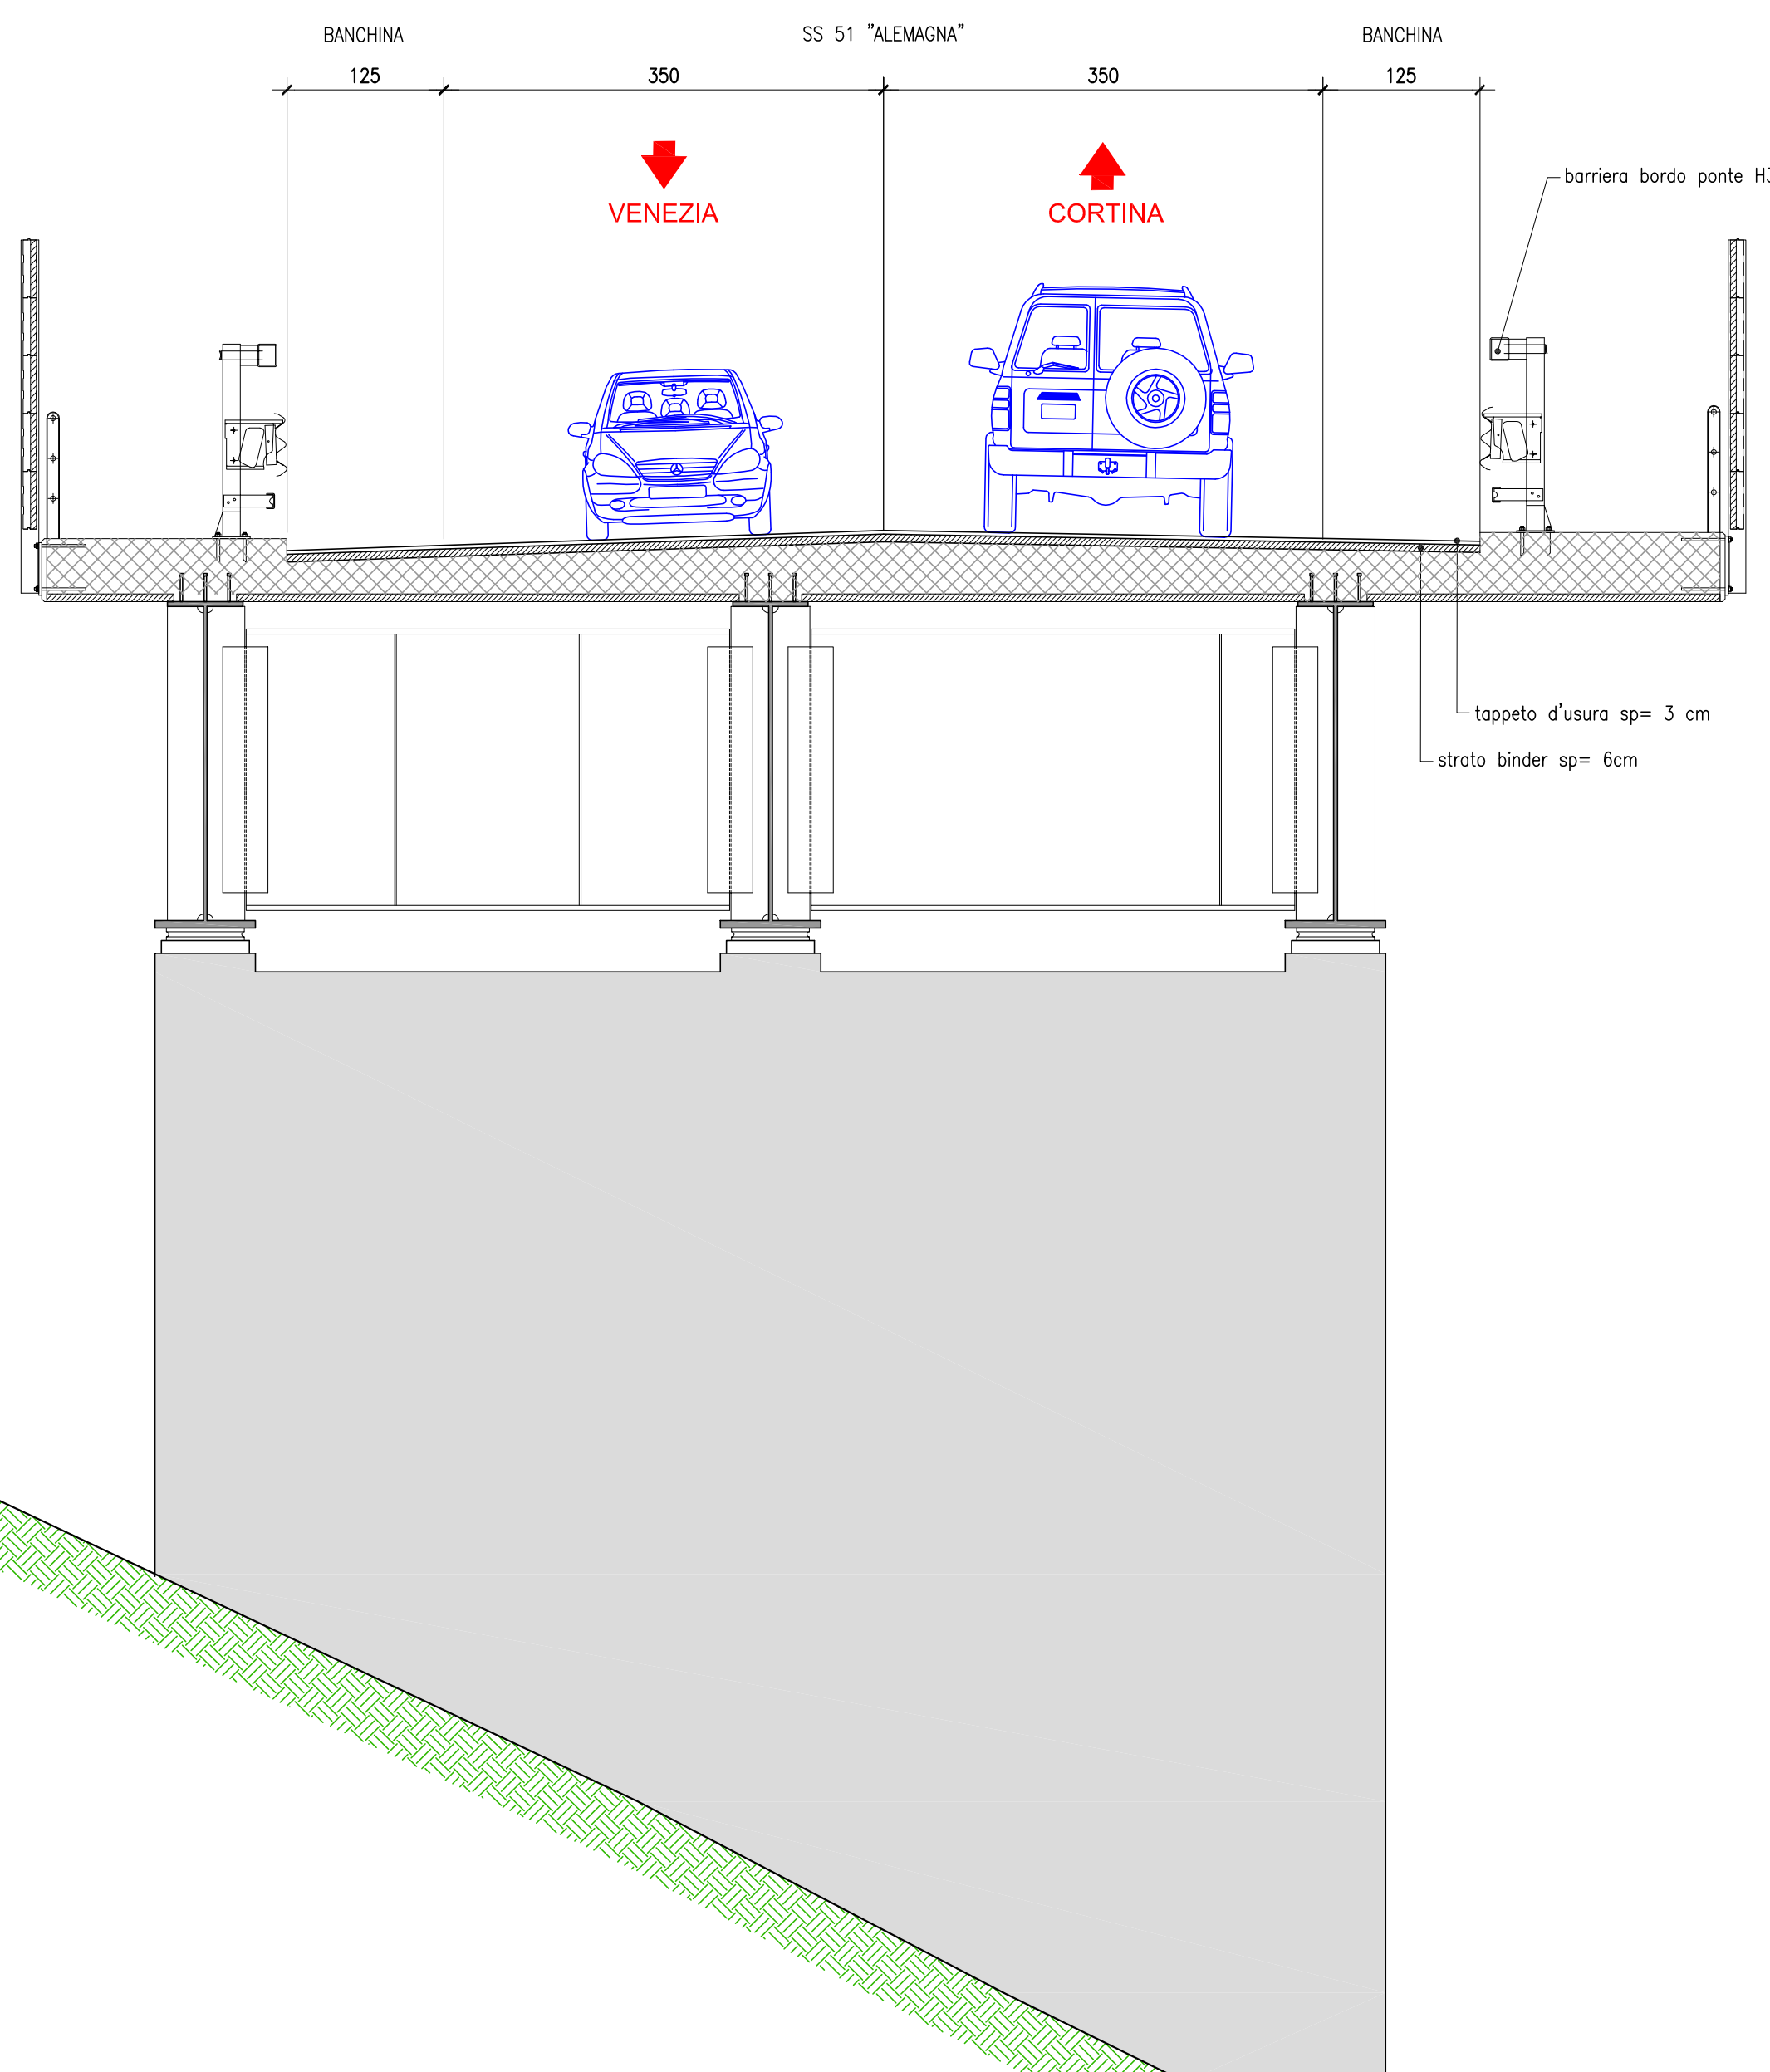 BANCHINA
SS 51 "ALEMAGNA"
BANCHINA
125
350
350
125
VENEZIA
CORTINA
barriera bordo ponte
tappeto d'usura sp= 3 cm
strato binder sp= 6cm